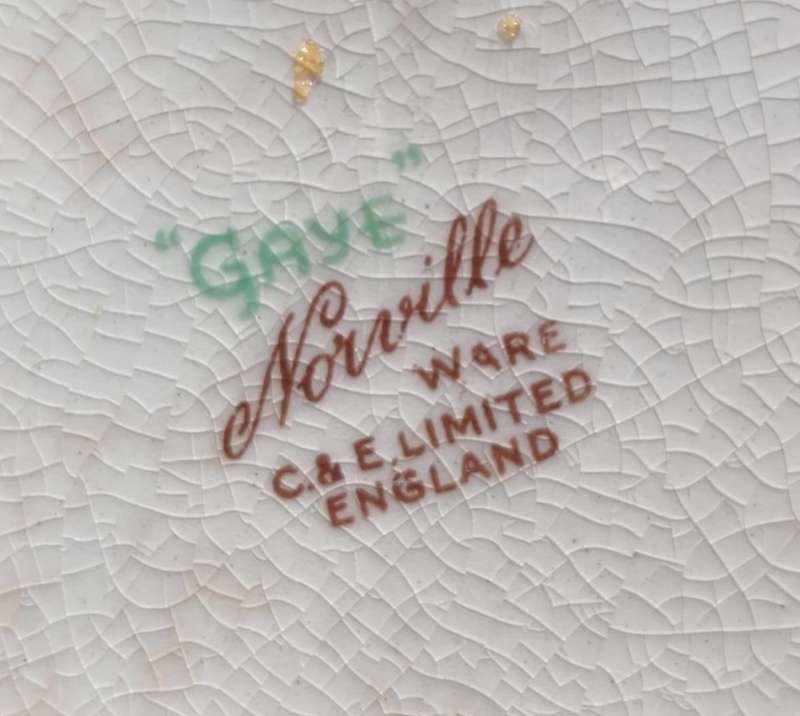 "GAYE"
Norville
WARE
C. & E. LIMITED
ENGLAND